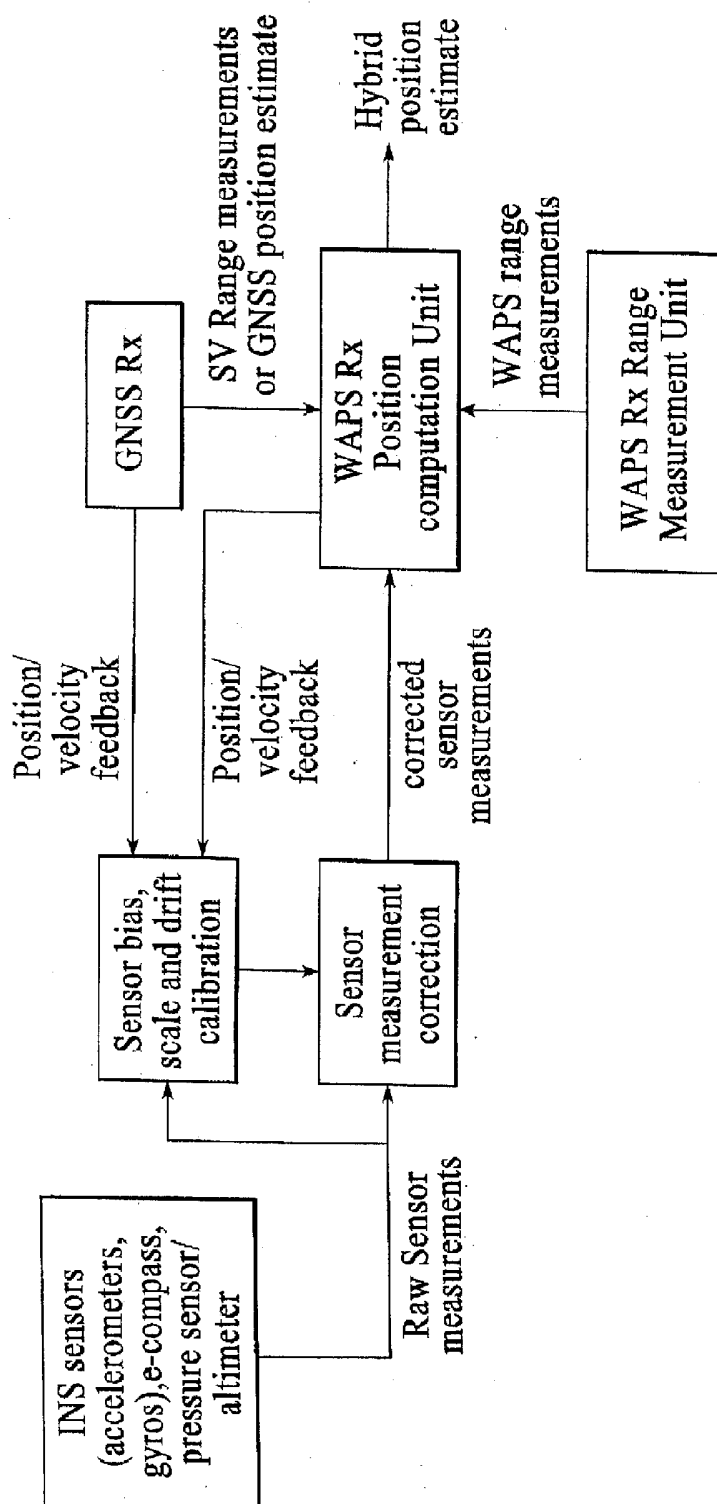 INS sensors
(accelerometers,
gyros),e-compass,
pressure sensor/
altimeter
Raw Sensor
measurements
Sensor bias,
scale and drift
calibration
Sensor
measurement
correction
Position/
velocity
feedback
Position/
velocity
feedback
corrected
sensor
measurements
GNSS Rx
SV Range measurements
or GNSS position estimate
WAPS Rx
Position
computation Unit
Hybrid
position
estimate
WAPS range
measurements
WAPS Rx Range
Measurement Unit